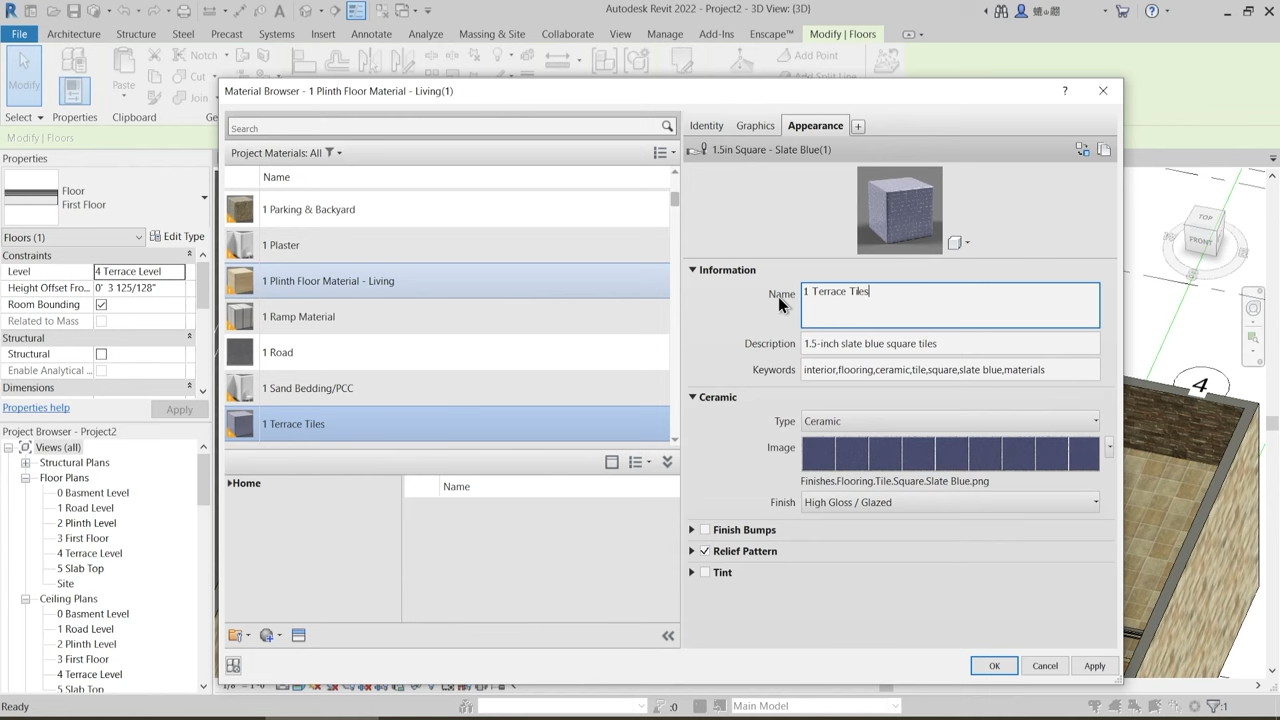 Autodesk Revit 2022 - Project2 - 3D View: {3D}
File Architecture Structure Steel Precast Systems Insert Annotate Analyze Massing & Site Collaborate View Manage Add-Ins Enscape™ Modify | Floors
Modify
Paste
Notch
Cut
Join
Add Point
Add Split Line
Select
Properties
Clipboard
Modify | Floors
Properties
Floor
First Floor
Floors (1)
Edit Type
Constraints
Level 4 Terrace Level
Height Offset Fro... 0' 3 125/128"
Room Bounding
Related to Mass
Structural
Structural
Enable Analytical ...
Dimensions
Properties help
Apply
Project Browser - Project2
Views (all)
Structural Plans
Floor Plans
0 Basment Level
1 Road Level
2 Plinth Level
3 First Floor
4 Terrace Level
5 Slab Top
Site
Ceiling Plans
0 Basment Level
1 Road Level
2 Plinth Level
3 First Floor
4 Terrace Level
5 Slab Top
Material Browser - 1 Plinth Floor Material - Living(1)
Search
Project Materials: All
Name
1 Parking & Backyard
1 Plaster
1 Plinth Floor Material - Living
1 Ramp Material
1 Road
1 Sand Bedding/PCC
1 Terrace Tiles
Home
Name
Identity Graphics Appearance
1.5in Square - Slate Blue(1)
Information
Name 1 Terrace Tiles
Description 1.5-inch slate blue square tiles
Keywords interior,flooring,ceramic,tile,square,slate blue,materials
Ceramic
Type Ceramic
Image
Finishes.Flooring.Tile.Square.Slate Blue.png
Finish High Gloss / Glazed
Finish Bumps
Relief Pattern
Tint
OK Cancel Apply
TOP
FRONT
4
Ready
:0
Main Model
:1